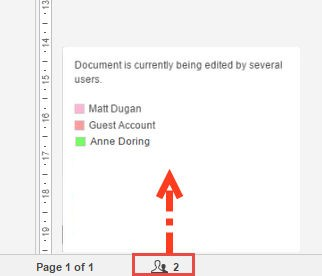 Document is currently being edited by several
users.
Matt Dugan
Guest Account
Anne Doring
Page 1 of 1
2